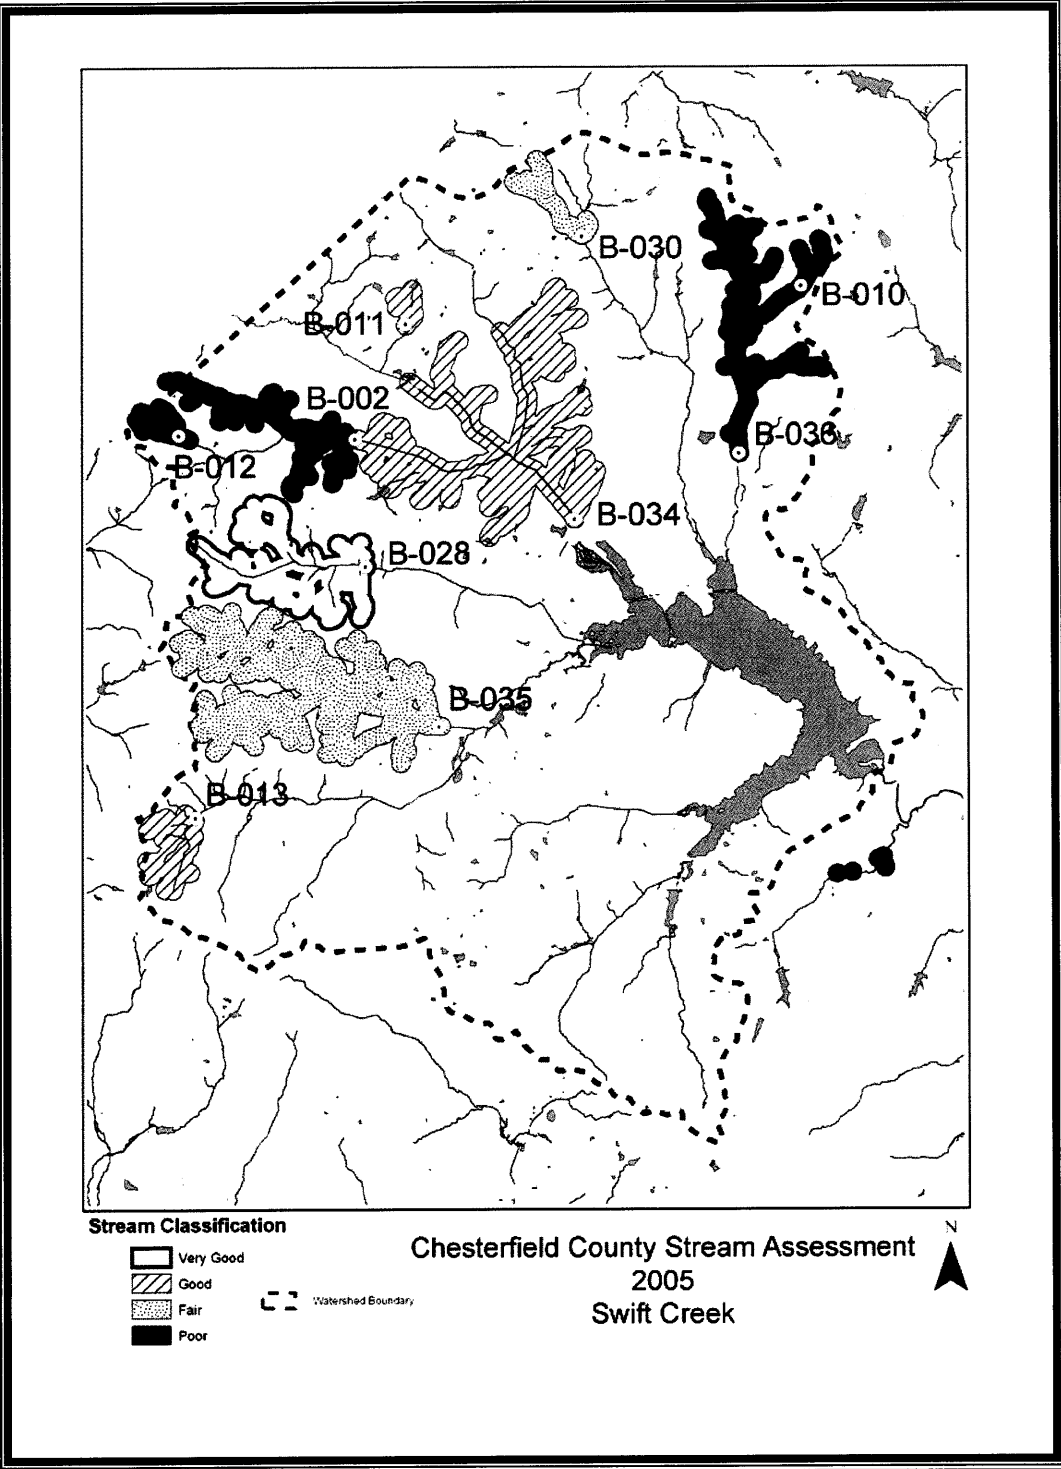 B-030
B-010
B-011
B-002
B-036
B-012
B-034
B-028
B-035
B-013
Stream Classification
Very Good
Good
Fair
Poor
Watershed Boundary
Chesterfield County Stream Assessment
2005
Swift Creek
N